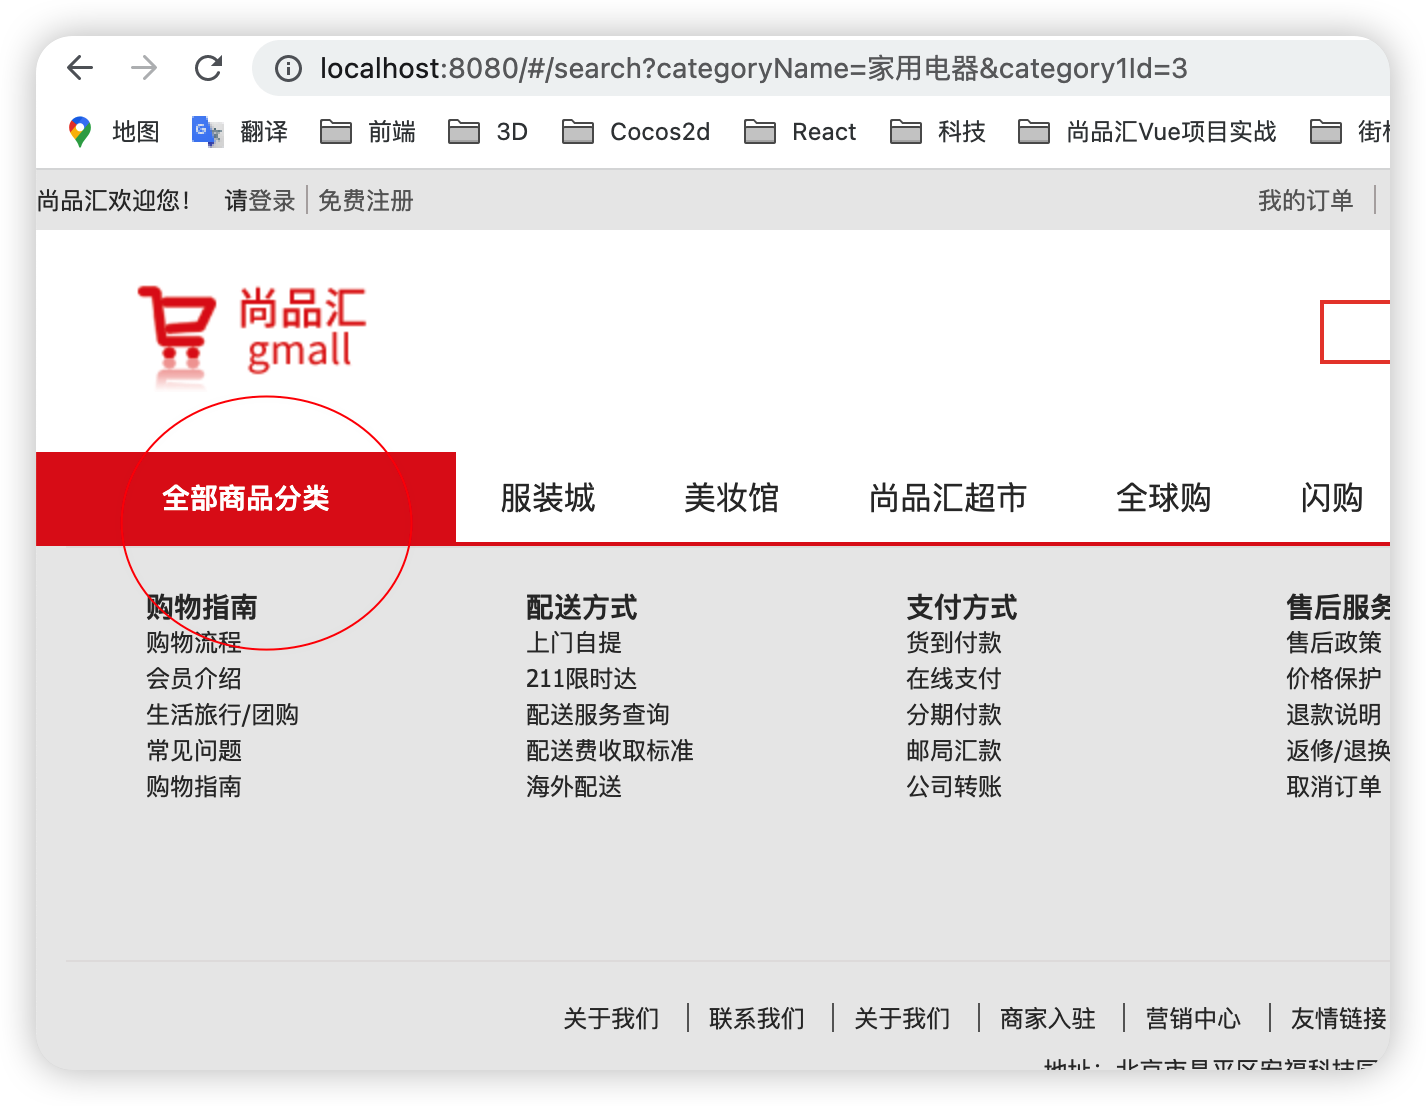 localhost:8080/#/search?categoryName=家用电器&category1Id=3
地图 翻译 前端 3D Cocos2d React 科技 尚品汇Vue项目实战
尚品汇欢迎您！ 请登录 免费注册 我的订单
尚品汇
gmall
全部商品分类 服装城 美妆馆 尚品汇超市 全球购 闪购
购物指南 配送方式 支付方式 售后服务
购物流程 上门自提 货到付款 售后政策
会员介绍 211限时达 在线支付 价格保护
生活旅行/团购 配送服务查询 分期付款 退款说明
常见问题 配送费收取标准 邮局汇款 返修/退换
购物指南 海外配送 公司转账 取消订单
关于我们 联系我们 关于我们 商家入驻 营销中心 友情链接